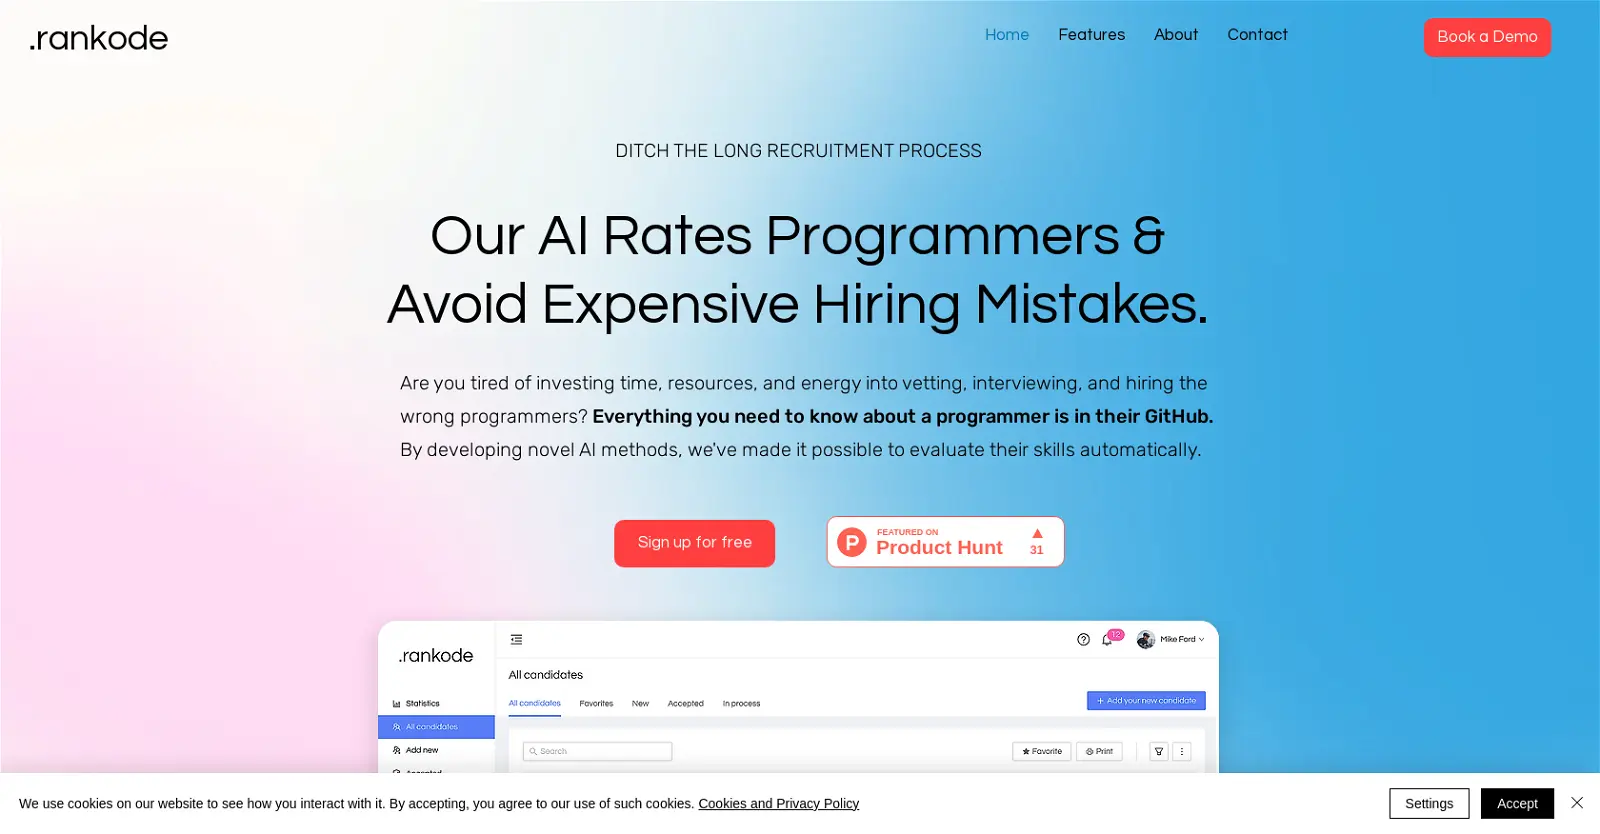 .rankode
Home
Features
About
Contact
Book a Demo
DITCH THE LONG RECRUITMENT PROCESS
Our AI Rates Programmers &
Avoid Expensive Hiring Mistakes.
Are you tired of investing time, resources, and energy into vetting, interviewing, and hiring the
wrong programmers? Everything you need to know about a programmer is in their GitHub.
By developing novel AI methods, we've made it possible to evaluate their skills automatically.
Sign up for free
P
FEATURED ON
Product Hunt
31
.rankode
12
Mike Ford
All candidates
Statistics
All candidates
Favorites
New
Accepted
In process
+ Add your new candidate
All candidates
Add new
Search
Favorite
Print
Accepted
We use cookies on our website to see how you interact with it. By accepting, you agree to our use of such cookies. Cookies and Privacy Policy
Settings
Accept